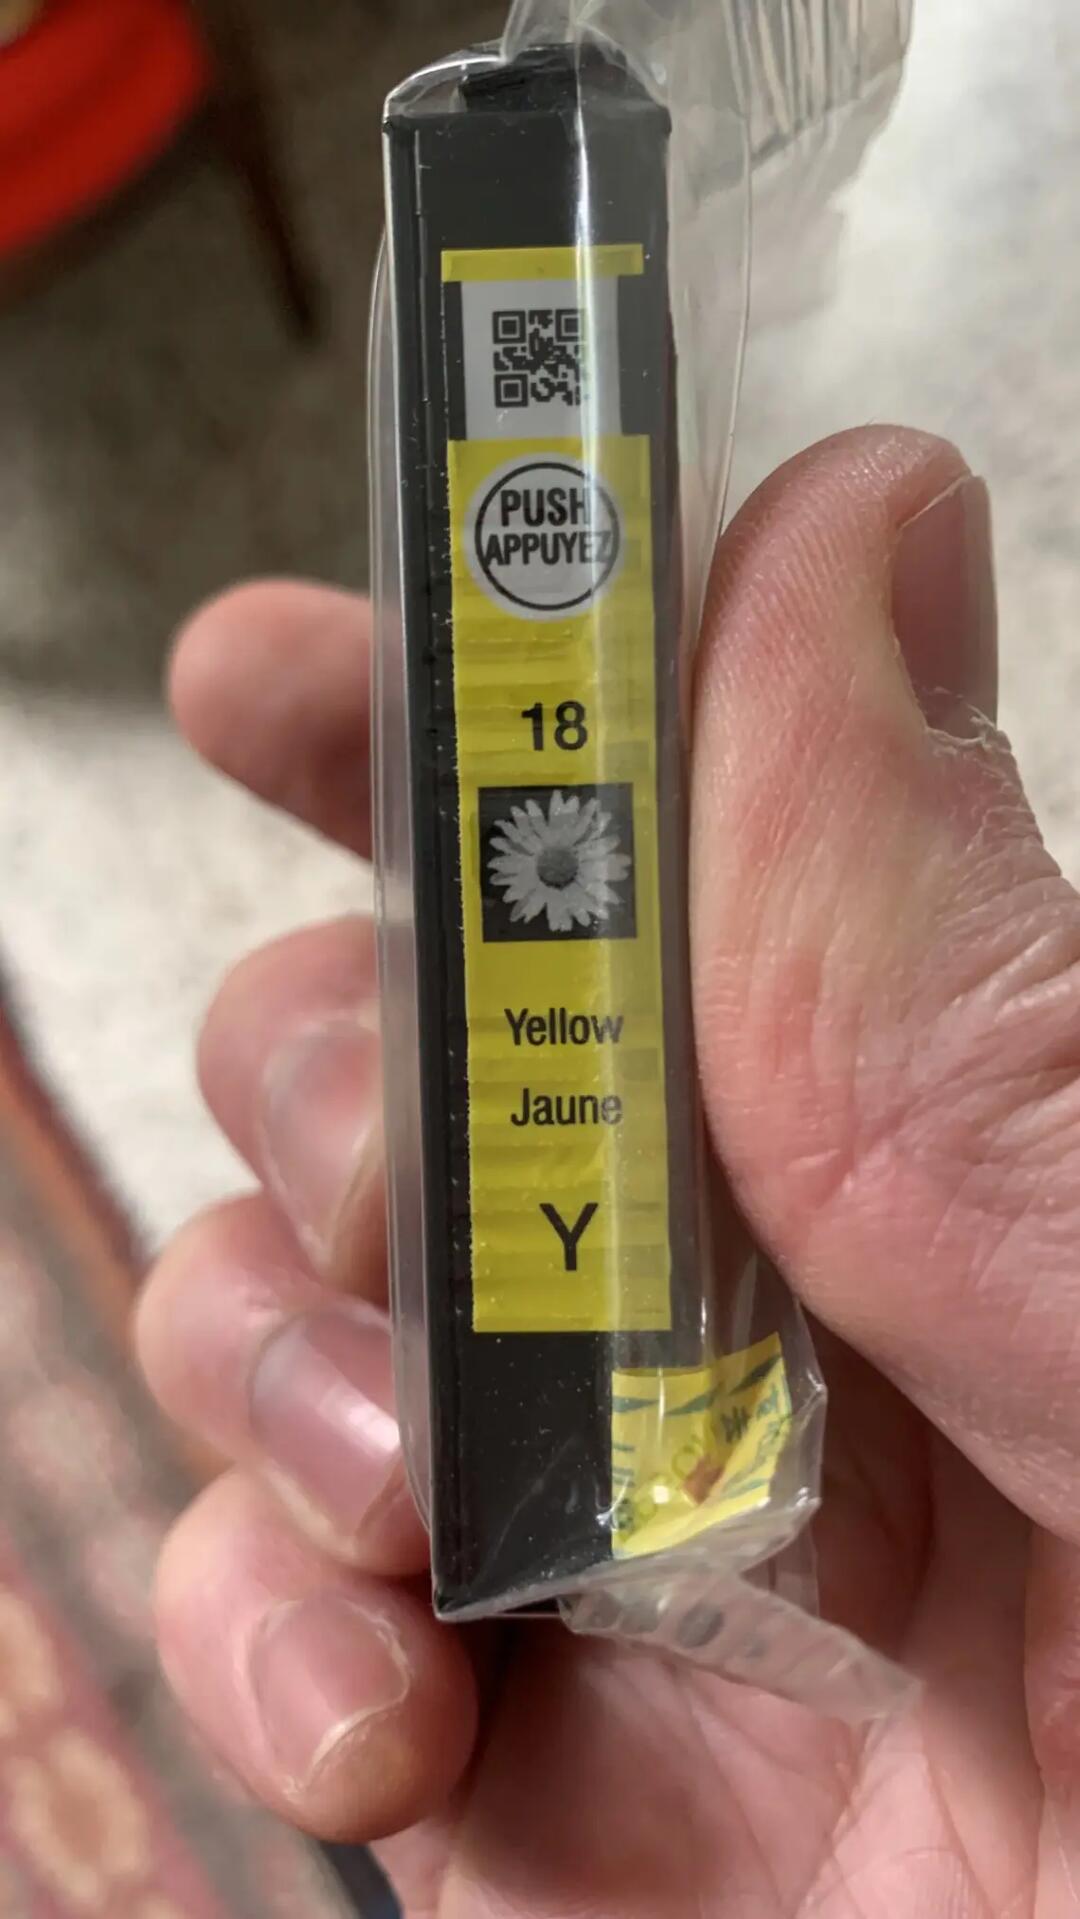 PUSH
APPUYEZ
18
Yellow
Jaune
Y